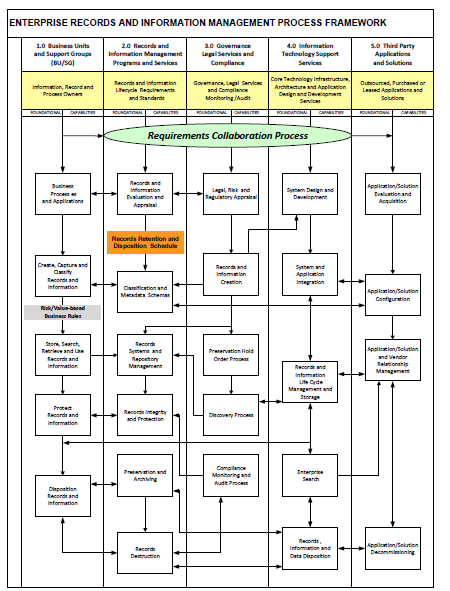 ENTERPRISE RECORDS AND INFORMATION MANAGEMENT PROCESS FRAMEWORK
1.0 Business Units
and Support Groups
(BU/SG)
2.0 Records and
Information Management
Programs and Services
3.0 Governance
Legal Services and
Compliance
4.0 Information
Technology Support
Services
5.0 Third Party
Applications
and Solutions
Information, Record and
Process Owners
Records and Information
Lifecycle Requirements
and Standards
Governance, Legal Services
and Compliance
Monitoring /Audit
Core Technology Infrastructure,
Architecture and Application
Design and Development
Services
Outsourced, Purchased or
Leased Applications and
Solutions
FOUNDATIONAL CAPABILITIES
FOUNDATIONAL CAPABILITIES
FOUNDATIONAL CAPABILITIES
FOUNDATIONAL CAPABILITIES
FOUNDATIONAL CAPABILITIES
Requirements Collaboration Process
Business
Process es
and Applications
Records and
Information
Evaluation and
Appraisal
Legal, Risk and
Regulatory Appraisal
System Design and
Development
Application/Solution
Evaluation and
Acquisition
Records Retention and
Disposition Schedule
Create, Capture and
Classify
Records and
Information
Classification and
Metadata Schemas
Records and
Information
Creation
System and
Application
Integration
Application/Solution
Configuration
Risk/Value-based
Business Rules
Store, Search,
Retrieve and Use
Records and
Information
Records
Systems and
Repository
Management
Preservation Hold
Order Process
Records and
Information
Life Cycle
Management and
Storage
Application/Solution
and Vendor
Relationship
Management
Protect
Records and
Information
Records Integrity
and Protection
Discovery Process
Disposition
Records and
Information
Preservation and
Archiving
Compliance
Monitoring and
Audit Process
Enterprise
Search
Records
Destruction
Records ,
Information and
Data Disposition
Application/Solution
Decommissioning